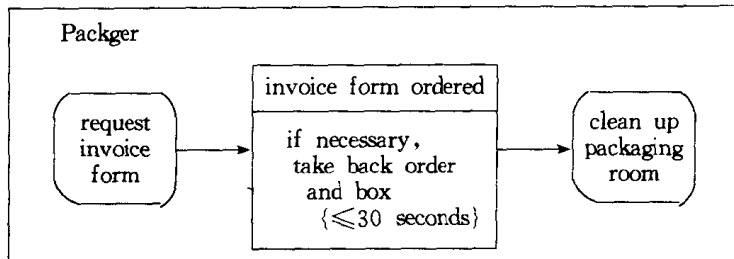 Packger
request
invoice
form
invoice form ordered
if necessary,
take back order
and box
{≤30 seconds}
clean up
packaging
room